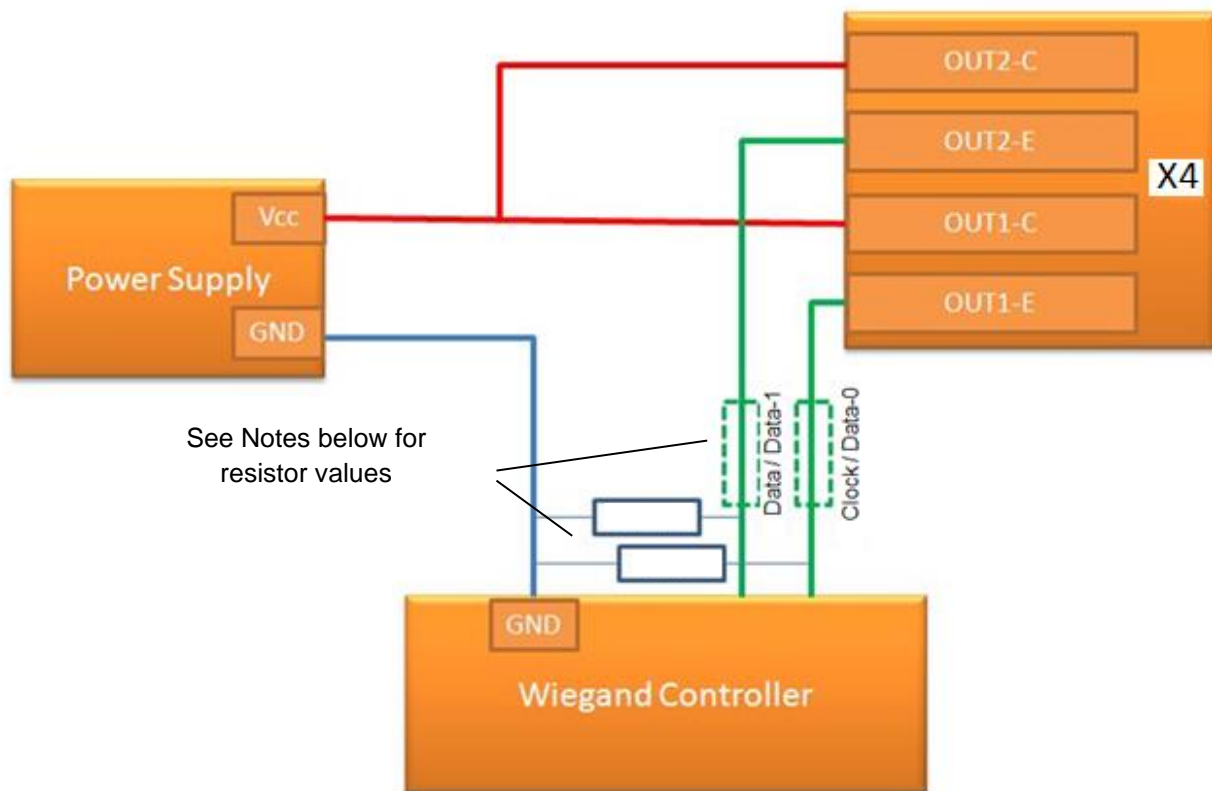 OUT2-C
OUT2-E
X4
OUT1-C
OUT1-E
Vcc
Power Supply
GND
See Notes below for
resistor values
Data / Data-1
Clock / Data-0
GND
Wiegand Controller